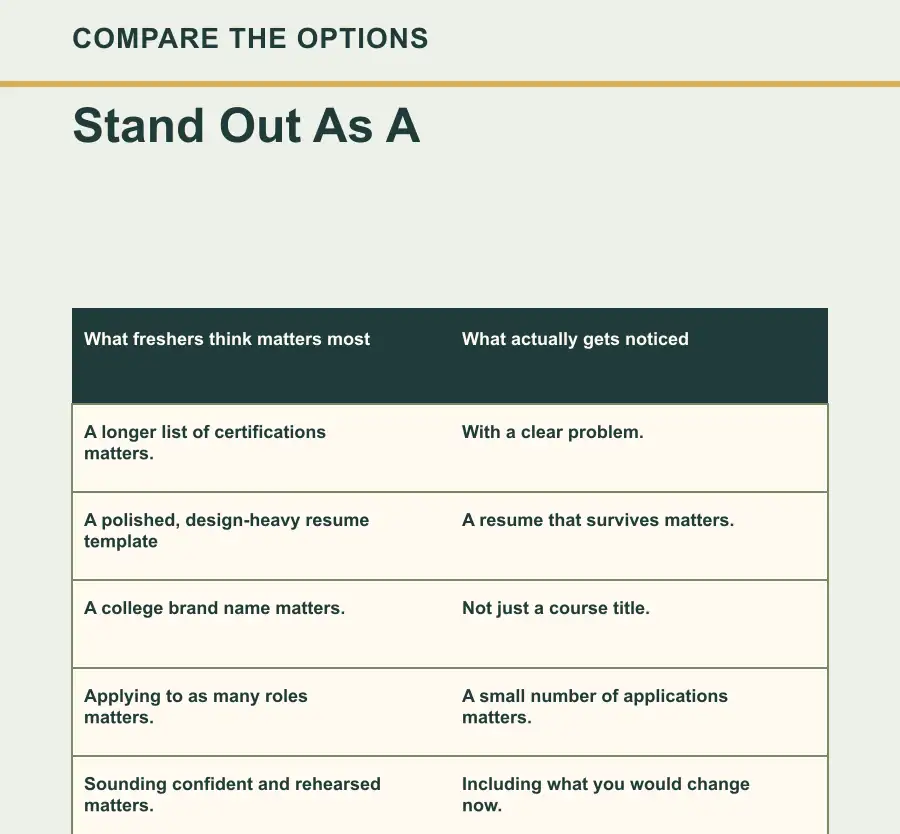 COMPARE THE OPTIONS
Stand Out As A
What freshers think matters most
What actually gets noticed
A longer list of certifications
matters.
With a clear problem.
A polished, design-heavy resume
template
A resume that survives matters.
A college brand name matters.
Not just a course title.
Applying to as many roles
matters.
A small number of applications
matters.
Sounding confident and rehearsed
matters.
Including what you would change
now.